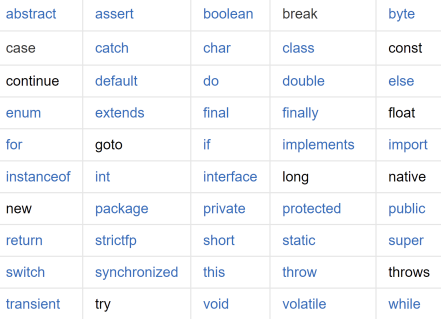 abstract assert boolean break byte
case catch char class const
continue default do double else
enum extends final finally float
for goto if implements import
instanceof int interface long native
new package private protected public
return strictfp short static super
switch synchronized this throw throws
transient try void volatile while